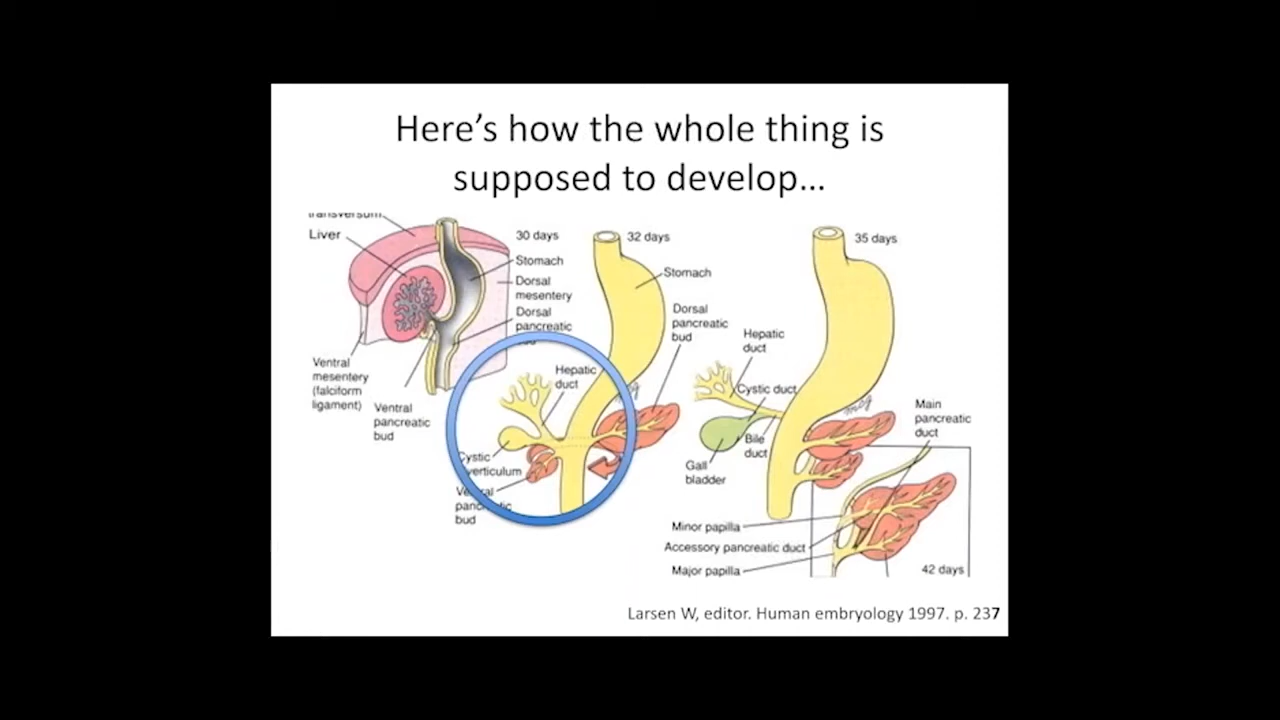 Here's how the whole thing is
supposed to develop...
transversum
Liver
30 days
Stomach
Dorsal
mesentery
Dorsal
pancreatic
Ventral
mesentery
(falciform
ligament)
Ventral
pancreatic
bud
32 days
Stomach
Dorsal
pancreatic
bud
Hepatic
duct
Cystic
verticulum
Ventral
pancreatic
bud
35 days
Hepatic
duct
Cystic duct
Bile
duct
Gall
bladder
Main
pancreatic
duct
Minor papilla
Accessory pancreatic duct
Major papilla
42 days
Larsen W, editor. Human embryology 1997. p. 237